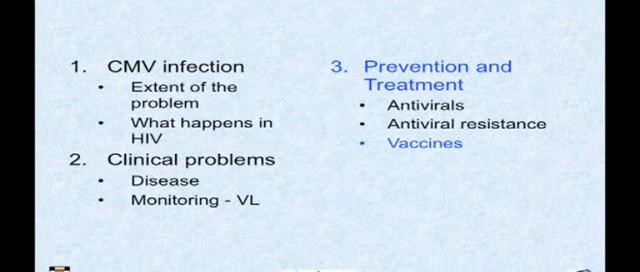 1. CMV infection
• Extent of the
problem
• What happens in
HIV
2. Clinical problems
• Disease
• Monitoring - VL
3. Prevention and
Treatment
• Antivirals
• Antiviral resistance
• Vaccines